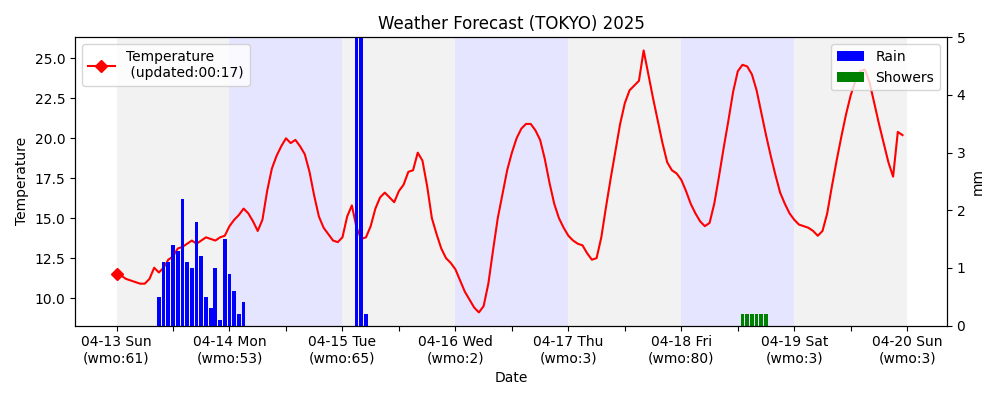 Weather Forecast (TOKYO) 2025
Temperature
(updated:00:17)
Rain
Showers
25.0
22.5
20.0
17.5
15.0
12.5
10.0
Temperature
5
4
3
2
1
0
mm
04-13 Sun
(wmo:61)
04-14 Mon
(wmo:53)
04-15 Tue
(wmo:65)
04-16 Wed
(wmo:2)
04-17 Thu
(wmo:3)
04-18 Fri
(wmo:80)
04-19 Sat
(wmo:3)
04-20 Sun
(wmo:3)
Date